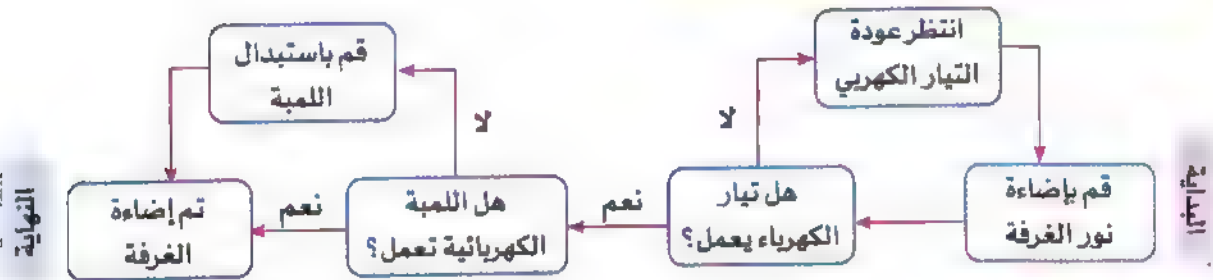 البداية
انتظر عودة
التيار الكهربي
قم بإضاءة
نور الغرفة
هل تيار
الكهرباء يعمل؟
لا
نعم
هل اللمبة
الكهربائية تعمل؟
لا
نعم
قم باستبدال
اللمبة
تم إضاءة
الغرفة
النهاية